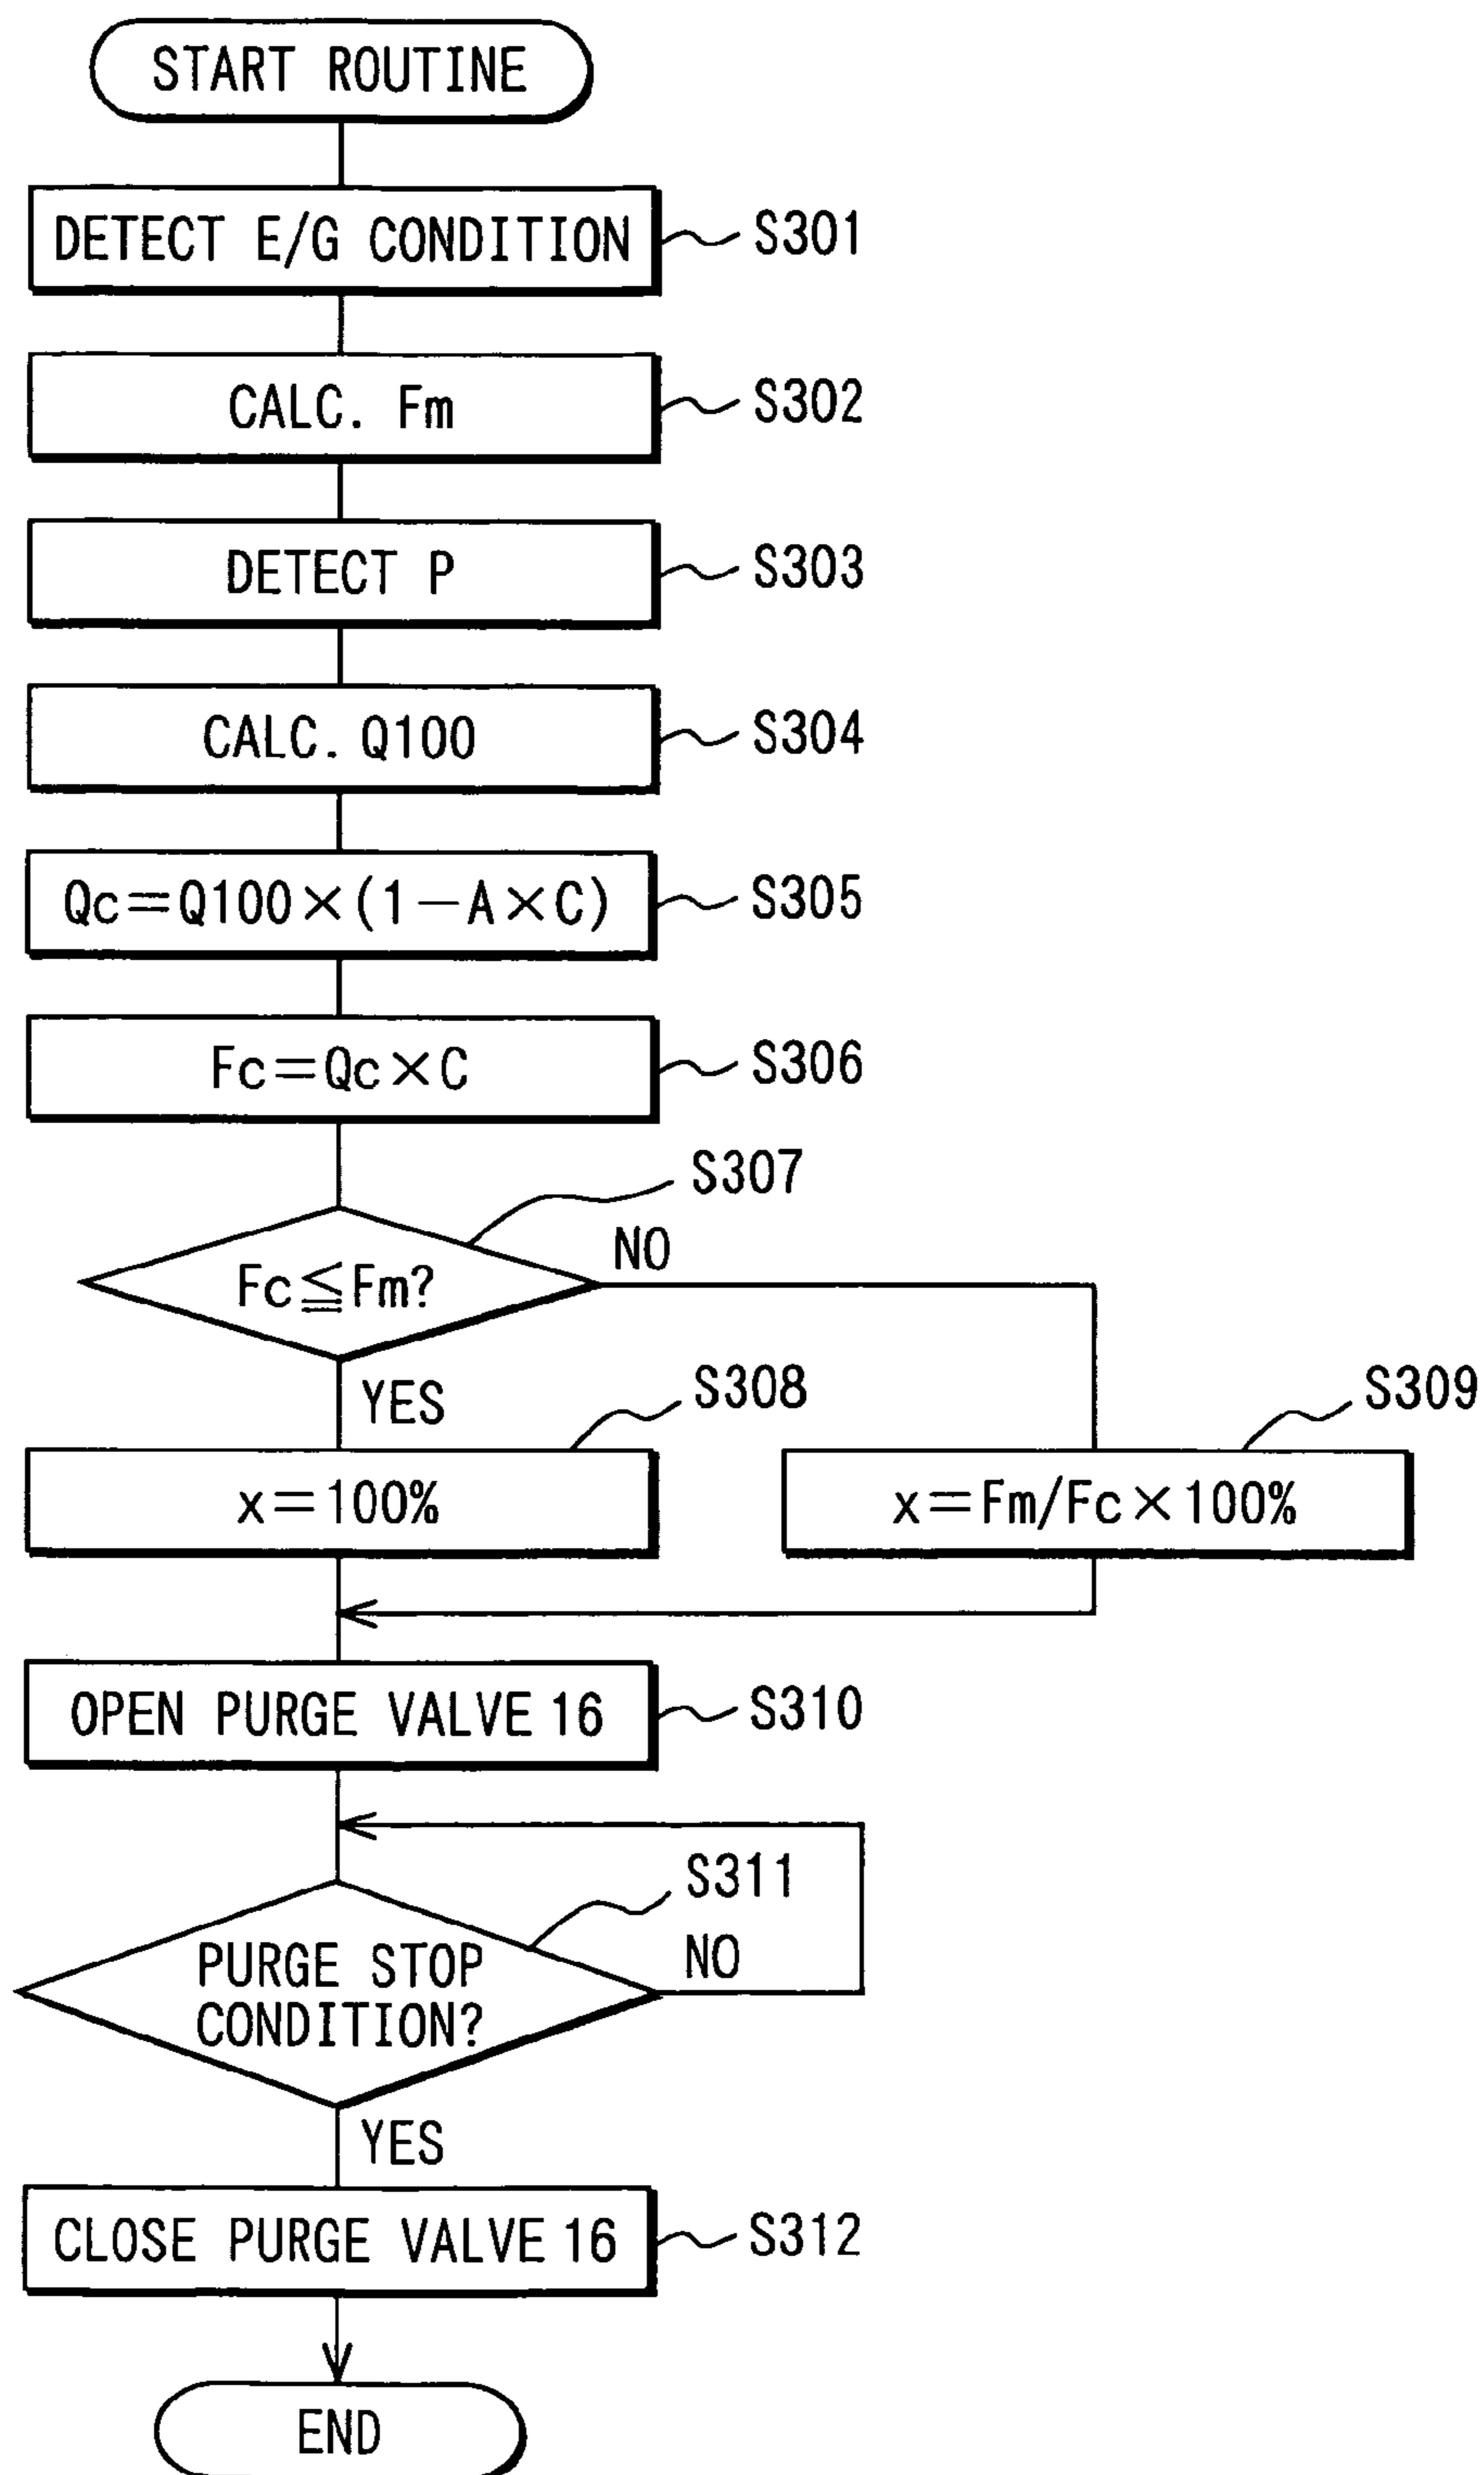 START ROUTINE
DETECT E/G CONDITION
S301
CALC. Fm
S302
DETECT P
S303
CALC. Q100
S304
Qc=Q100×(1-A×C)
S305
Fc=Qc×C
S306
S307
Fc≦Fm?
NO
YES
S308
S309
x=100%
x=Fm/Fc×100%
OPEN PURGE VALVE 16
S310
S311
PURGE STOP
CONDITION?
NO
YES
CLOSE PURGE VALVE 16
S312
END